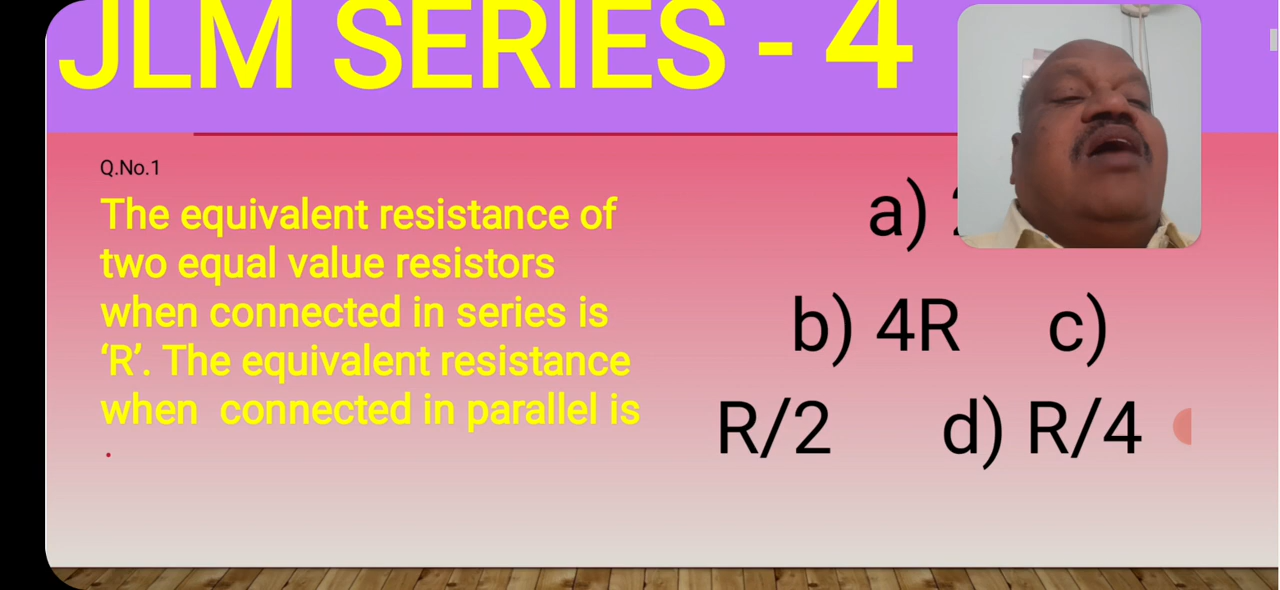 JLM SERIES - 4
Q.No.1
The equivalent resistance of
two equal value resistors
when connected in series is
‘R’. The equivalent resistance
when connected in parallel is
.
a)
b) 4R c)
R/2 d) R/4